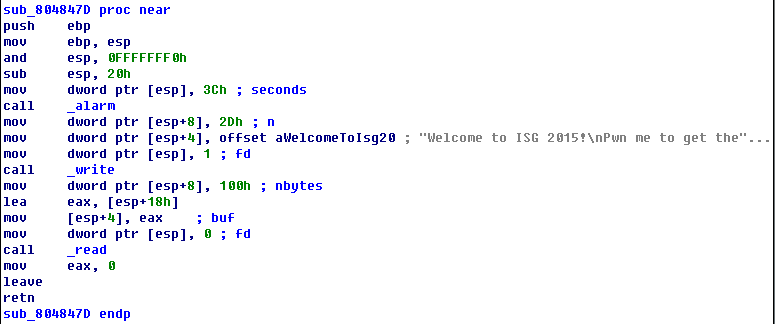 sub_804847D proc near
push ebp
mov ebp, esp
and esp, 0FFFFFFF0h
sub esp, 20h
mov dword ptr [esp], 3Ch ; seconds
call _alarm
mov dword ptr [esp+8], 2Dh ; n
mov dword ptr [esp+4], offset aWelcomeToIsg20 ; "Welcome to ISG 2015!\nPwn me to get the"...
mov dword ptr [esp], 1 ; fd
call _write
mov dword ptr [esp+8], 100h ; nbytes
lea eax, [esp+18h]
mov [esp+4], eax ; buf
mov dword ptr [esp], 0 ; fd
call _read
mov eax, 0
leave
retn
sub_804847D endp